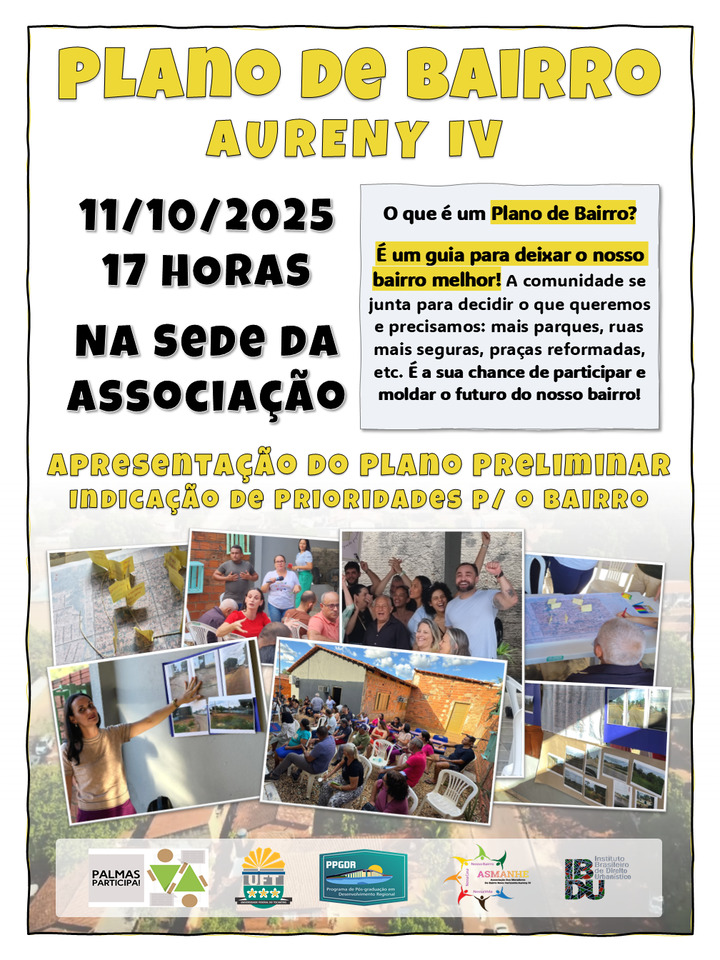 PLANO DE BAIRRO
AURENY IV
11/10/2025
17 HORAS
NA SEDE DA
ASSOCIAÇÃO
O que é um Plano de Bairro?
É um guia para deixar o nosso
bairro melhor! A comunidade se
junta para decidir o que queremos
e precisamos: mais parques, ruas
mais seguras, praças reformadas,
etc. É a sua chance de participar e
moldar o futuro do nosso bairro!
APRESENTAÇÃO DO PLANO PRELIMINAR
INDICAÇÃO DE PRIORIDADES P/ O BAIRRO
PALMAS
PARTICIPA!
UFT
PPGDR
Programa de Pós-graduação em
Desenvolvimento Regional
ASMANHE
IBDU
Instituto
Brasileiro
de Direito
Urbanístico